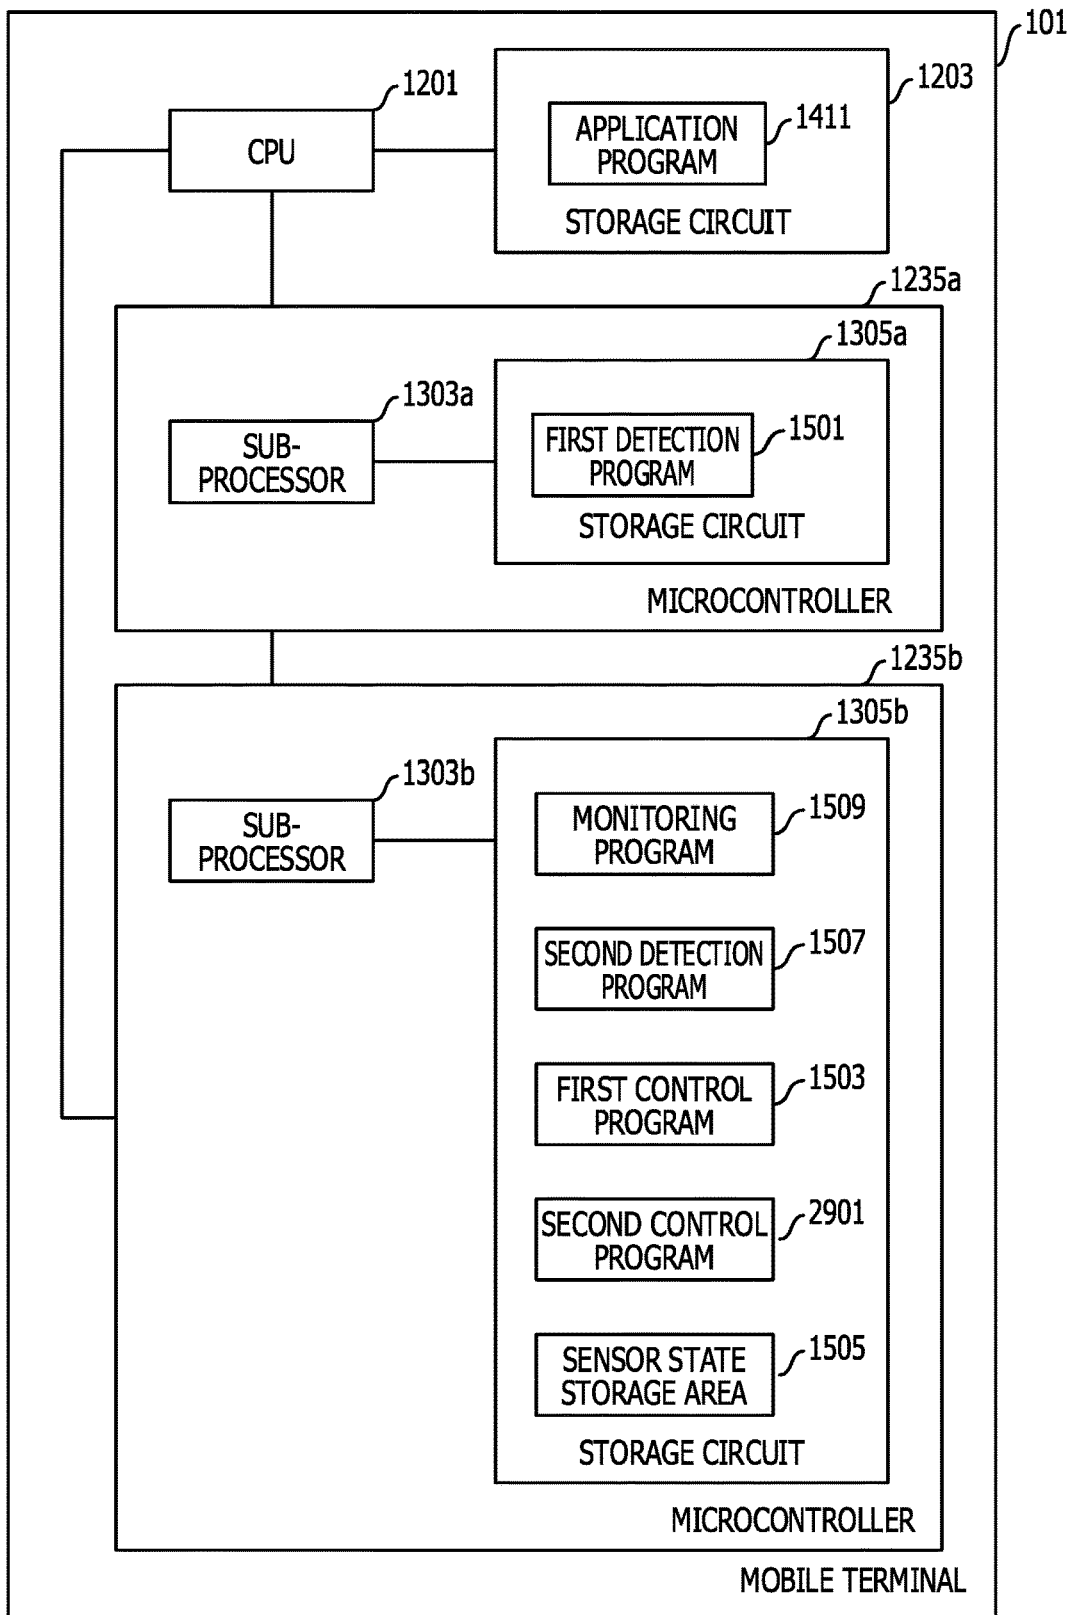 101
1201
CPU
1203
APPLICATION
PROGRAM
1411
STORAGE CIRCUIT
1235a
1305a
1303a
SUB-
PROCESSOR
FIRST DETECTION
PROGRAM
1501
STORAGE CIRCUIT
MICROCONTROLLER
1235b
1305b
1303b
SUB-
PROCESSOR
MONITORING
PROGRAM
1509
SECOND DETECTION
PROGRAM
1507
FIRST CONTROL
PROGRAM
1503
SECOND CONTROL
PROGRAM
2901
SENSOR STATE
STORAGE AREA
1505
STORAGE CIRCUIT
MICROCONTROLLER
MOBILE TERMINAL